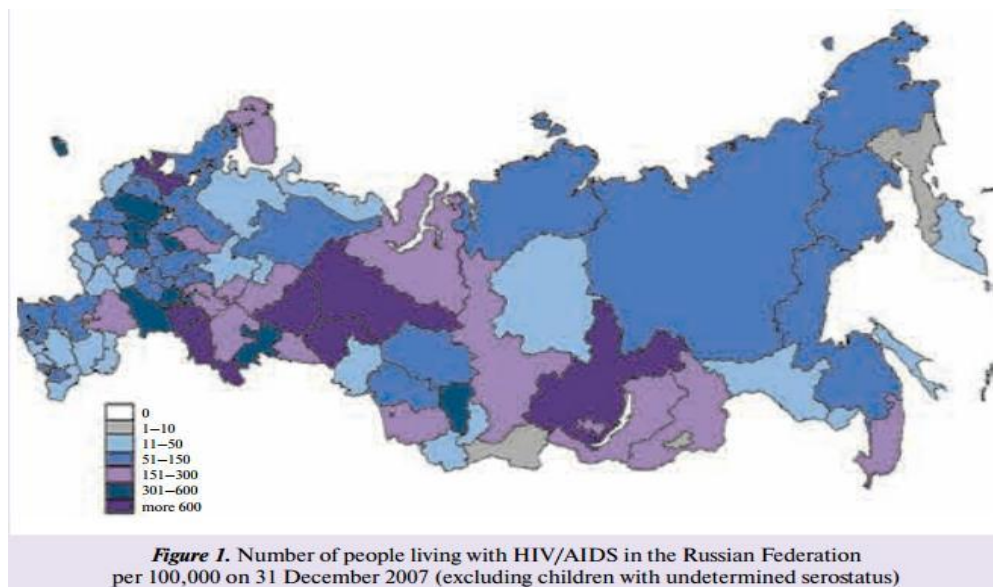 0
1–10
11–50
51–150
151–300
301–600
more 600
Figure 1. Number of people living with HIV/AIDS in the Russian Federation
per 100,000 on 31 December 2007 (excluding children with undetermined serostatus)